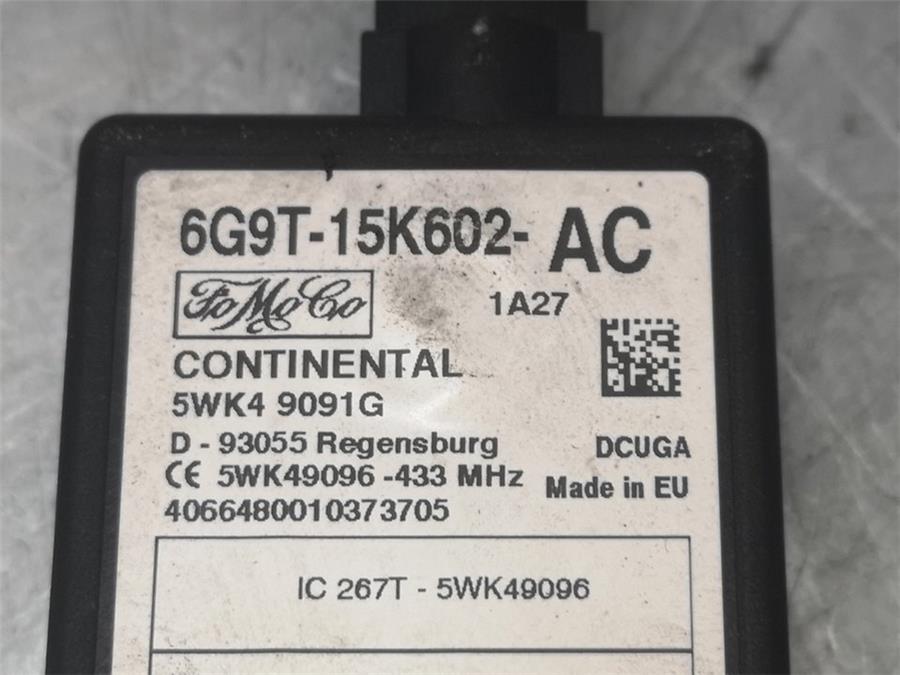 6G9T-15K602- AC
FoMoCo
1A27
CONTINENTAL
5WK4 9091G
D - 93055 Regensburg
DCUGA
CE 5WK49096 -433 MHz
Made in EU
4066480010373705
IC 267T - 5WK49096